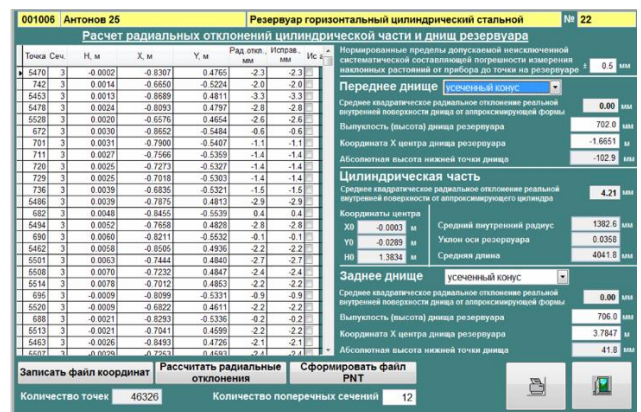 001006 Антонов 25 Резервуар горизонтальный цилиндрический стальной № 22
Расчет радиальных отклонений цилиндрической части и днищ резервуара
Точка Сеч. H, м X, м Y, м Рад.откл., мм Исправ., мм Ис
5470 3 -0.0002 -0.8307 0.4765 -2.3 -2.3
742 3 0.0014 -0.6650 -0.5224 -2.0 -2.0
5453 3 0.0013 -0.8689 0.4811 -3.3 -3.3
5478 3 0.0024 -0.8093 0.4797 -2.8 -2.8
5528 3 0.0020 -0.6576 0.4654 -2.6 -2.6
672 3 0.0030 -0.8652 -0.5484 -0.6 -0.6
701 3 0.0031 -0.7900 -0.5407 -1.1 -1.1
711 3 0.0027 -0.7566 -0.5359 -1.4 -1.4
720 3 0.0025 -0.7273 -0.5327 -1.4 -1.4
729 3 0.0025 -0.7018 -0.5303 -1.4 -1.4
736 3 0.0039 -0.6835 -0.5321 -1.5 -1.5
5486 3 0.0039 -0.7875 0.4813 -2.9 -2.9
682 3 0.0048 -0.8455 -0.5539 0.4 0.4
5494 3 0.0052 -0.7658 0.4828 -2.8 -2.8
690 3 0.0060 -0.8211 -0.5532 -0.1 -0.1
5462 3 0.0058 -0.8505 0.4936 -2.2 -2.2
5501 3 0.0063 -0.7444 0.4840 -2.7 -2.7
5508 3 0.0070 -0.7232 0.4847 -2.4 -2.4
5514 3 0.0078 -0.7012 0.4853 -2.2 -2.2
695 3 -0.0009 -0.8099 -0.5331 -0.9 -0.9
5520 3 -0.0009 -0.6822 0.4611 -2.2 -2.2
688 3 -0.0021 -0.8293 -0.5336 -0.2 -0.2
5513 3 -0.0021 -0.7041 0.4599 -2.2 -2.2
5463 3 -0.0026 -0.8493 0.4726 -2.1 -2.1
5507 3 -0.0029 -0.7253 0.4593 -2.4 -2.4
Нормированные пределы допускаемой неисключенной
систематической составляющей погрешности измерения
наклонных растояний от прибора до точки на резервуаре ± 0.5 мм
Переднее днище усеченный конус
Среднее квадратическое радиальное отклонение реальной
внутренней поверхности днища от аппроксимирующей формы 0.00 мм
Выпуклость (высота) днища резервуара 702.0 мм
Координата X центра днища резервуара -1.6651 м
Абсолютная высота нижней точки днища -102.9 мм
Цилиндрическая часть
Среднее квадратическое радиальное отклонение реальной
внутренней поверхности от аппроксимирующего цилиндра 4.21 мм
Координаты центра
X0 -0.0003 м Средний внутренний радиус 1382.6 мм
Y0 -0.0289 м Уклон оси резервуара 0.0358
H0 1.3834 м Средняя длина 4041.8 мм
Заднее днище усеченный конус
Среднее квадратическое радиальное отклонение реальной
внутренней поверхности днища от аппроксимирующей формы 0.00 мм
Выпуклость (высота) днища резервуара 706.0 мм
Координата X центра днища резервуара 3.7847 м
Абсолютная высота нижней точки днища 41.8 мм
Записать файл координат Рассчитать радиальные отклонения Сформировать файл PNT
Количество точек 46326 Количество поперечных сечений 12